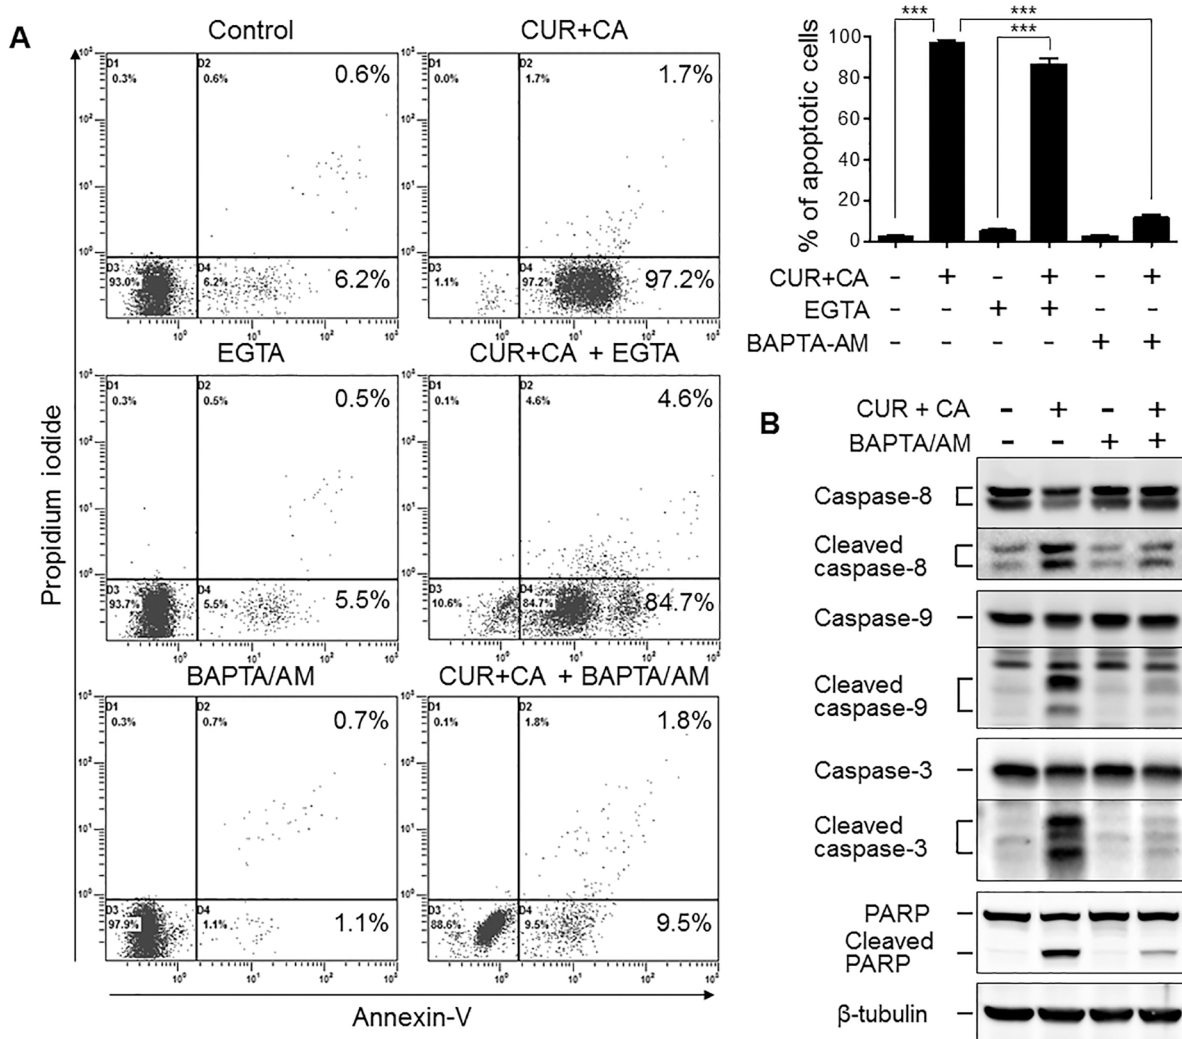 A
Control
CUR+CA
D1
0.3%
D2
0.6%
0.6%
D3
93.0%
D4
6.2%
6.2%
D1
0.0%
D2
1.7%
1.7%
D3
1.1%
D4
97.2%
97.2%
EGTA
CUR+CA + EGTA
D1
0.3%
D2
0.5%
0.5%
D3
93.7%
D4
5.5%
5.5%
D1
0.1%
D2
4.6%
4.6%
D3
10.6%
D4
84.7%
84.7%
BAPTA/AM
CUR+CA + BAPTA/AM
D1
0.3%
D2
0.7%
0.7%
D3
97.9%
D4
1.1%
1.1%
D1
0.1%
D2
1.8%
1.8%
D3
88.6%
D4
9.5%
9.5%
Propidium iodide
Annexin-V
*** ***
***
% of apoptotic cells
100
80
60
40
20
0
CUR+CA - + - + - +
EGTA - - + + - -
BAPTA-AM - - - - + +
B
CUR + CA - + - +
BAPTA/AM - - + +
Caspase-8
Cleaved
caspase-8
Caspase-9
Cleaved
caspase-9
Caspase-3
Cleaved
caspase-3
PARP
Cleaved
PARP
β-tubulin